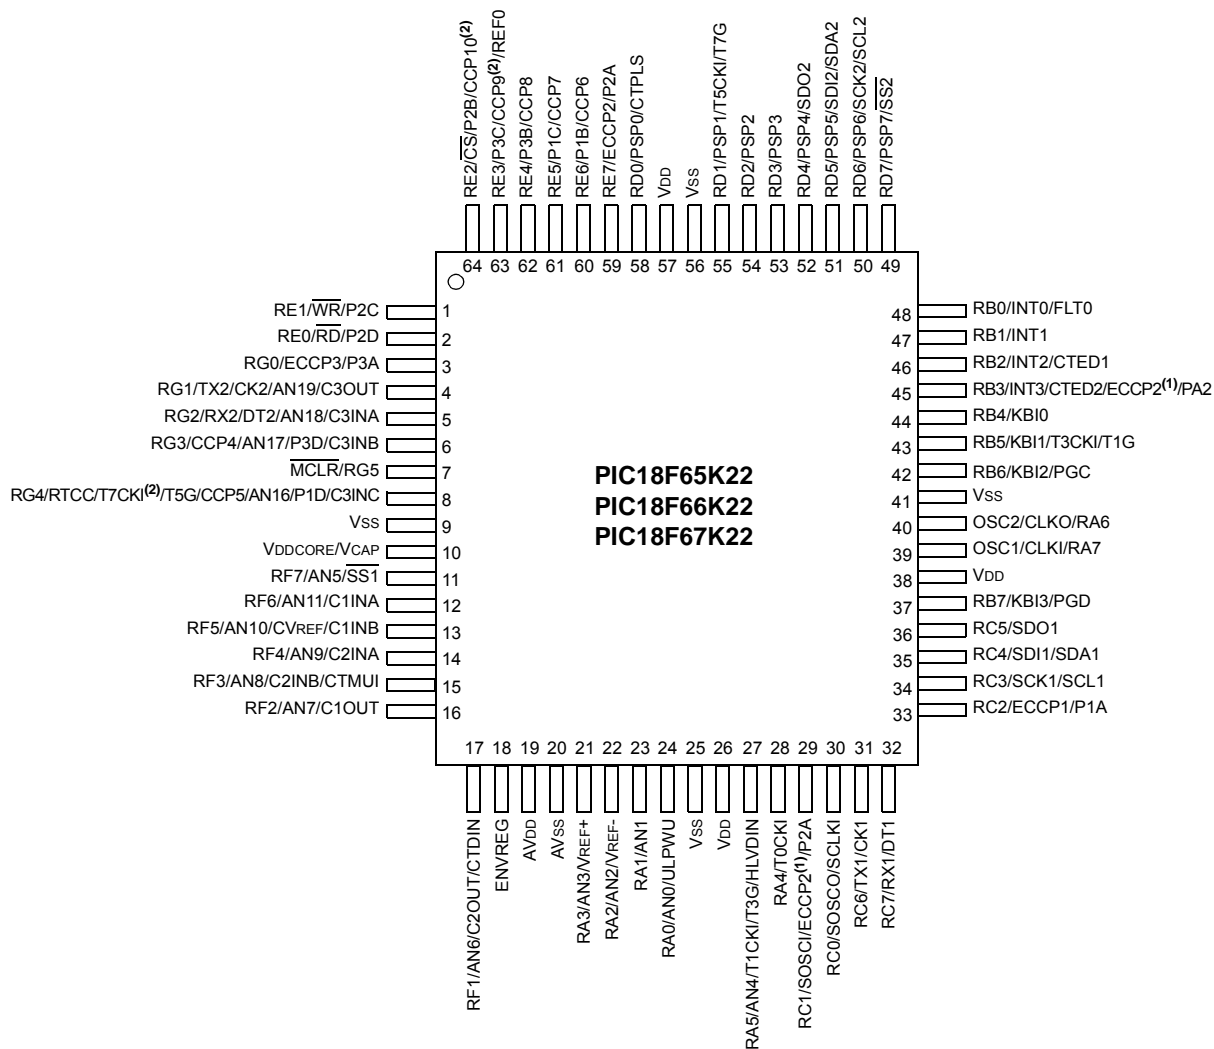 RE2/CS/P2B/CCP10(2)
RE3/P3C/CCP9(2)/REF0
RE4/P3B/CCP8
RE5/P1C/CCP7
RE6/P1B/CCP6
RE7/ECCP2/P2A
RD0/PSP0/CTPLS
VDD
VSS
RD1/PSP1/T5CKI/T7G
RD2/PSP2
RD3/PSP3
RD4/PSP4/SDO2
RD5/PSP5/SDI2/SDA2
RD6/PSP6/SCK2/SCL2
RD7/PSP7/SS2
64 63 62 61 60 59 58 57 56 55 54 53 52 51 50 49
RE1/WR/P2C 1
RE0/RD/P2D 2
RG0/ECCP3/P3A 3
RG1/TX2/CK2/AN19/C3OUT 4
RG2/RX2/DT2/AN18/C3INA 5
RG3/CCP4/AN17/P3D/C3INB 6
MCLR/RG5 7
RG4/RTCC/T7CKI(2)/T5G/CCP5/AN16/P1D/C3INC 8
VSS 9
VDDCORE/VCAP 10
RF7/AN5/SS1 11
RF6/AN11/C1INA 12
RF5/AN10/CVREF/C1INB 13
RF4/AN9/C2INA 14
RF3/AN8/C2INB/CTMUI 15
RF2/AN7/C1OUT 16
PIC18F65K22
PIC18F66K22
PIC18F67K22
48 RB0/INT0/FLT0
47 RB1/INT1
46 RB2/INT2/CTED1
45 RB3/INT3/CTED2/ECCP2(1)/PA2
44 RB4/KBI0
43 RB5/KBI1/T3CKI/T1G
42 RB6/KBI2/PGC
41 VSS
40 OSC2/CLKO/RA6
39 OSC1/CLKI/RA7
38 VDD
37 RB7/KBI3/PGD
36 RC5/SDO1
35 RC4/SDI1/SDA1
34 RC3/SCK1/SCL1
33 RC2/ECCP1/P1A
17 18 19 20 21 22 23 24 25 26 27 28 29 30 31 32
RF1/AN6/C2OUT/CTDIN
ENVREG
AVDD
AVSS
RA3/AN3/VREF+
RA2/AN2/VREF-
RA1/AN1
RA0/AN0/ULPWU
VSS
VDD
RA5/AN4/T1CKI/T3G/HLVDIN
RA4/T0CKI
RC1/SOSCI/ECCP2(1)/P2A
RC0/SOSCO/SCLKI
RC6/TX1/CK1
RC7/RX1/DT1